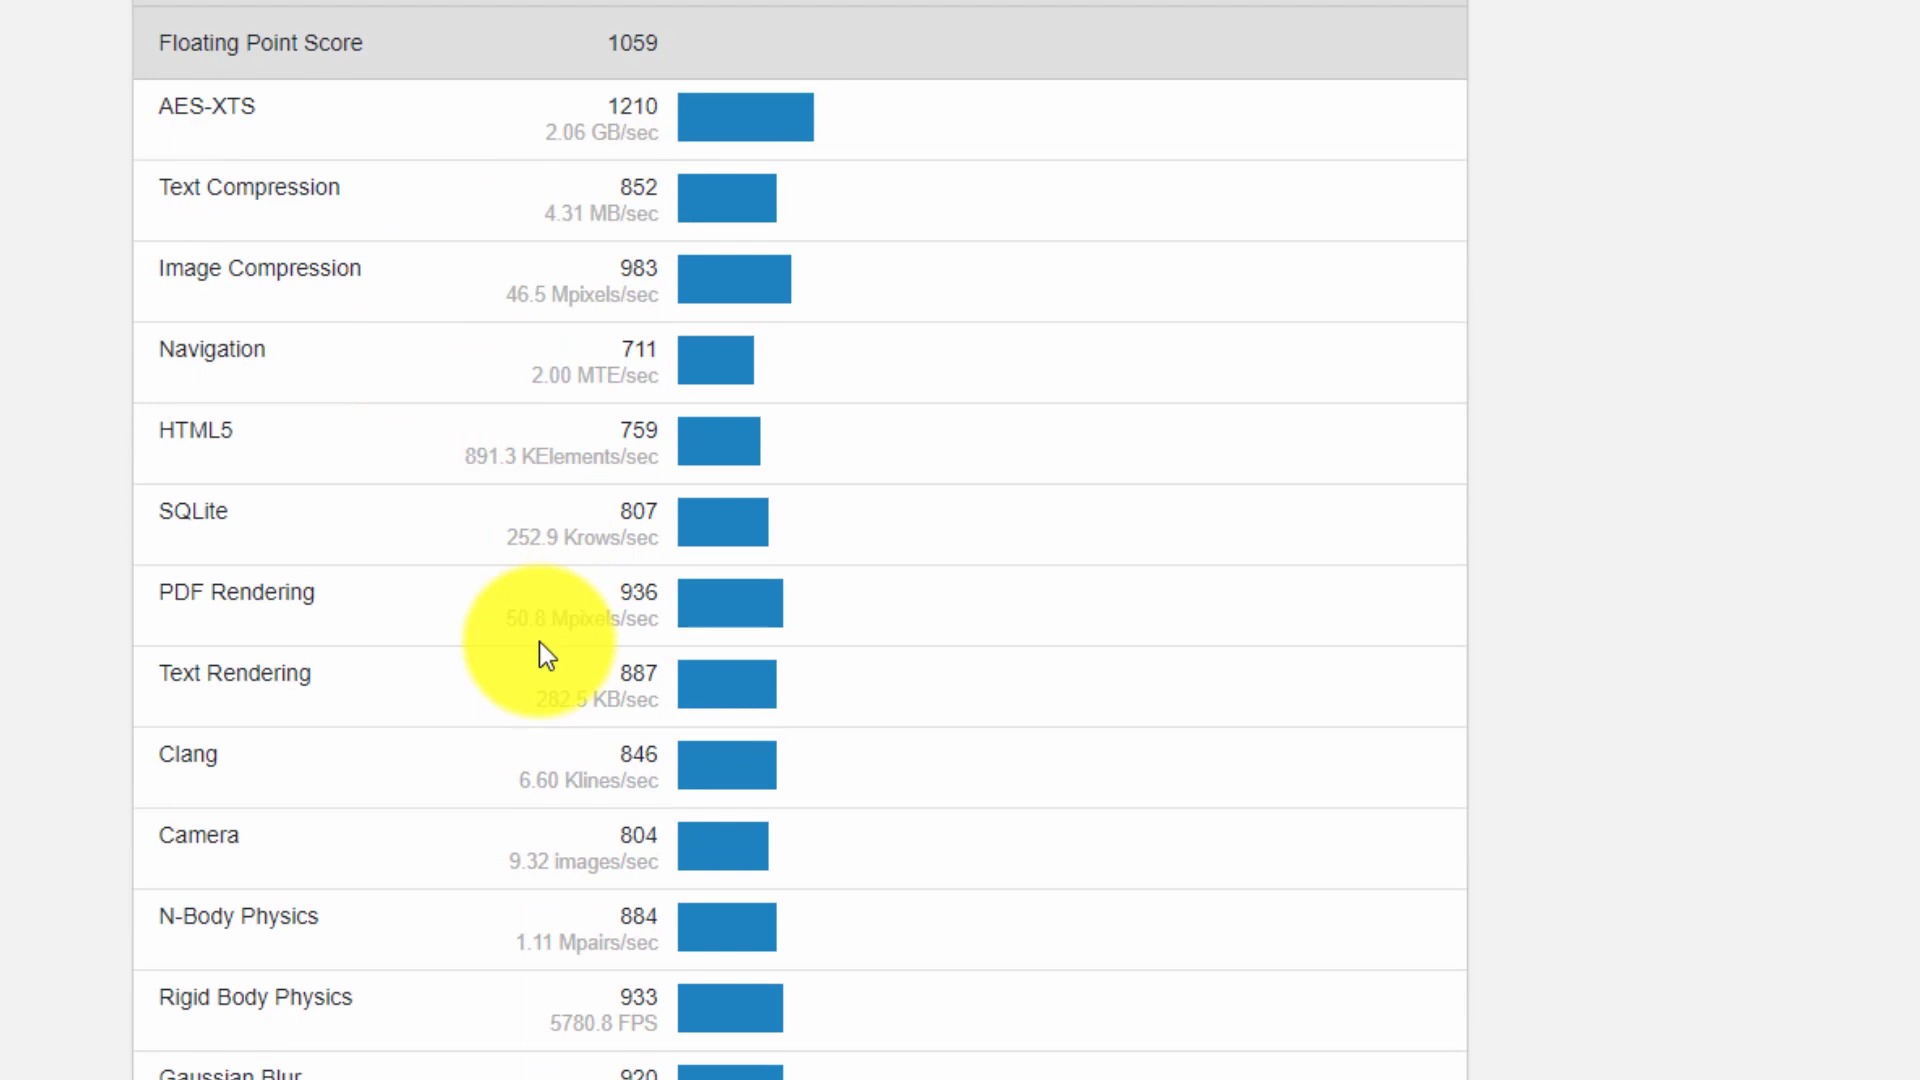 Floating Point Score 1059
AES-XTS 1210
2.06 GB/sec
Text Compression 852
4.31 MB/sec
Image Compression 983
46.5 Mpixels/sec
Navigation 711
2.00 MTE/sec
HTML5 759
891.3 KElements/sec
SQLite 807
252.9 Krows/sec
PDF Rendering 936
50.8 Mpixels/sec
Text Rendering 887
282.5 KB/sec
Clang 846
6.60 Klines/sec
Camera 804
9.32 images/sec
N-Body Physics 884
1.11 Mpairs/sec
Rigid Body Physics 933
5780.8 FPS
Gaussian Blur 920